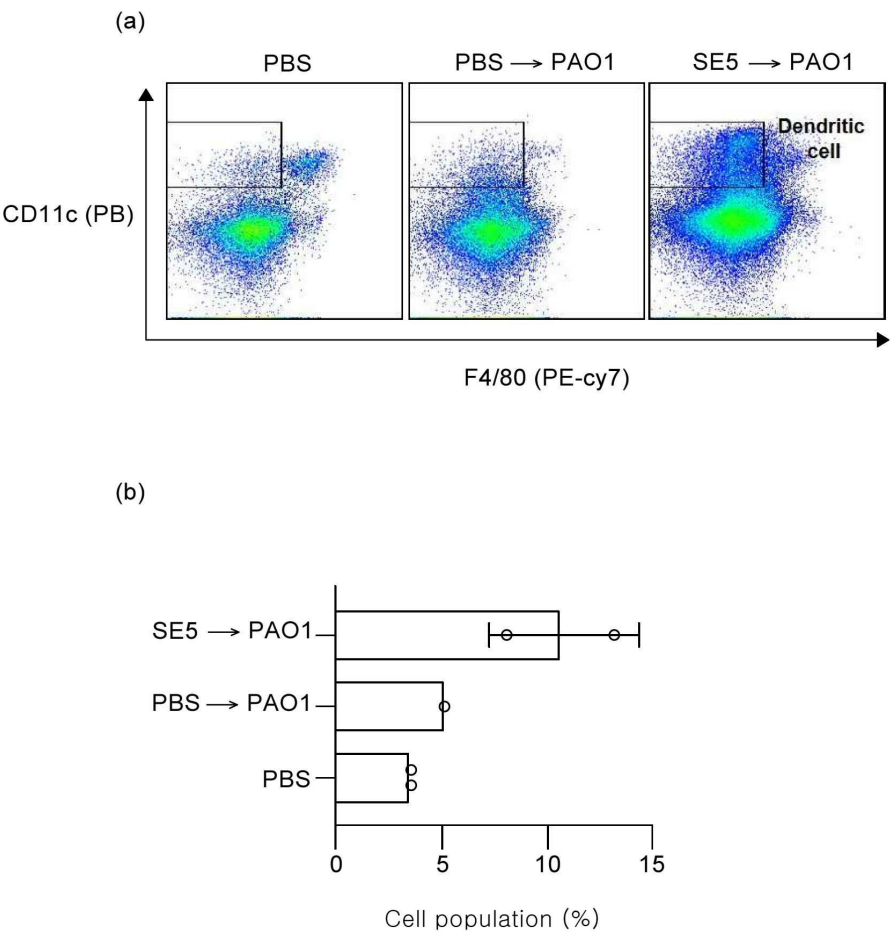 (a)
PBS
PBS → PAO1
SE5 → PAO1
Dendritic
cell
CD11c (PB)
F4/80 (PE-cy7)
(b)
SE5 → PAO1
PBS → PAO1
PBS
0 5 10 15
Cell population (%)